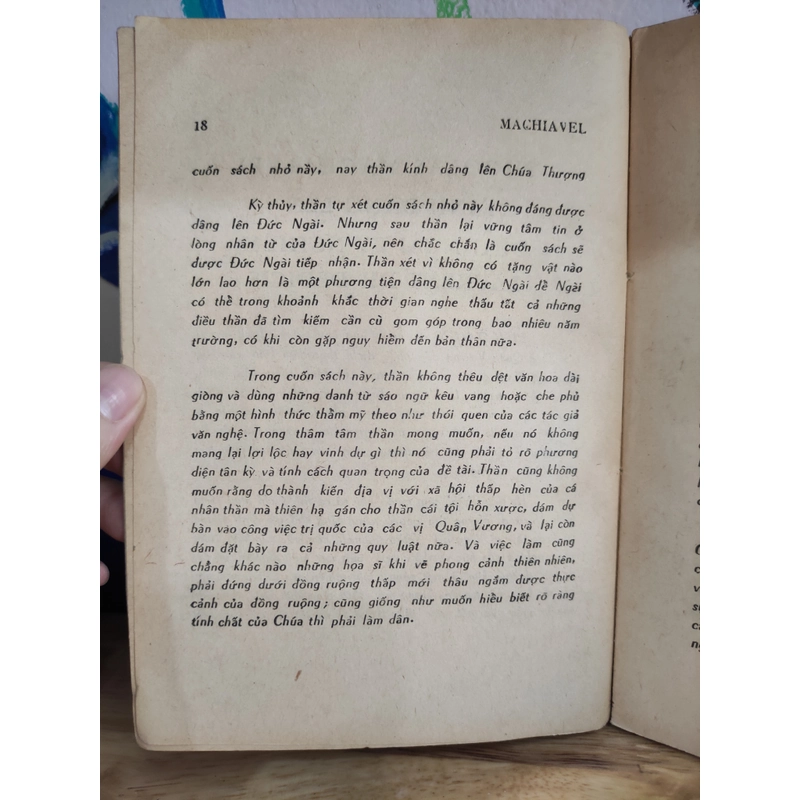 18 MACHIAVEL
cuốn sách nhỏ nầy, nay thần kính dâng lên Chúa Thượng
Kỳ thủy, thần tự xét cuốn sách nhỏ này không đáng được
dâng lên Đức Ngài. Nhưng sau thần lại vững tâm tin ở
lòng nhân từ của Đức Ngài, nên chắc chắn là cuốn sách sẽ
được Đức Ngài tiếp nhận. Thần xét vì không có tặng vật nào
lớn lao hơn là một phương tiện dâng lên Đức Ngài để Ngài
có thể trong khoảnh khắc thời gian nghe thấu tất cả những
điều thần đã tìm kiếm cần cù gom góp trong bao nhiêu năm
trường, có khi còn gặp nguy hiểm đến bản thân nữa.
Trong cuốn sách này, thần không thêu dệt văn hoa dài
giòng và dùng những danh từ sáo ngữ kêu vang hoặc che phủ
bằng một hình thức thẩm mỹ theo như thói quen của các tác giả
văn nghệ. Trong thâm tâm thần mong muốn, nếu nó không
mang lại lợi lộc hay vinh dự gì thì nó cũng phải tỏ rõ phương
diện tân kỳ và tính cách quan trọng của đề tài. Thần cũng không
muốn rằng do thành kiến địa vị với xã hội thấp hèn của cá
nhân thần mà thiên hạ gán cho thần cái tội hỗn xược, dám dự
bàn vào công việc trị quốc của các vị Quân Vương, và lại còn
dám đặt bày ra cả những quy luật nữa. Và việc làm cũng
chẳng khác nào những họa sĩ khi vẽ phong cảnh thiên nhiên,
phải đứng dưới đồng ruộng thấp mới thâu ngắm được thực
cảnh của đồng ruộng ; cũng giống như muốn hiểu biết rõ ràng
tính chất của Chúa thì phải làm dân.